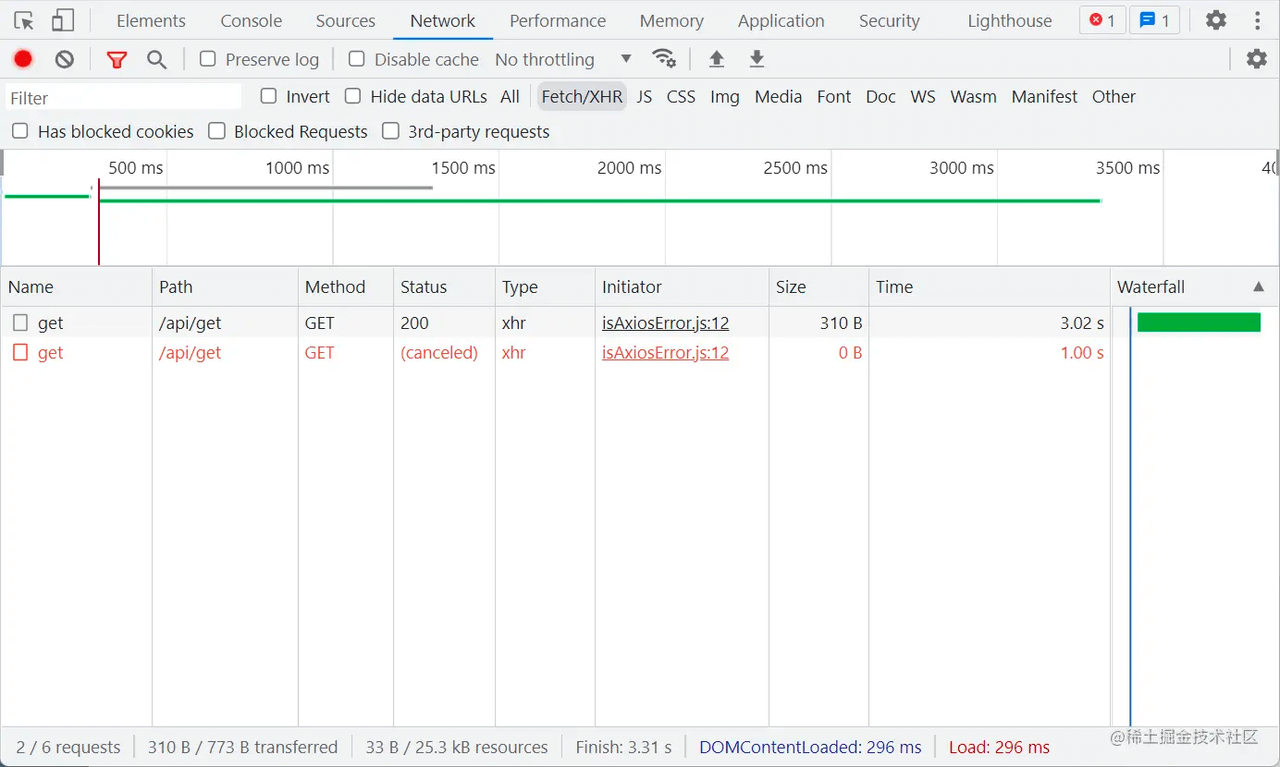 Elements Console Sources Network Performance Memory Application Security Lighthouse 1 1
Preserve log Disable cache No throttling
Filter Invert Hide data URLs All Fetch/XHR JS CSS Img Media Font Doc WS Wasm Manifest Other
Has blocked cookies Blocked Requests 3rd-party requests
500 ms 1000 ms 1500 ms 2000 ms 2500 ms 3000 ms 3500 ms
Name Path Method Status Type Initiator Size Time Waterfall
get /api/get GET 200 xhr isAxiosError.js:12 310 B 3.02 s
get /api/get GET (canceled) xhr isAxiosError.js:12 0 B 1.00 s
2 / 6 requests 310 B / 773 B transferred 33 B / 25.3 kB resources Finish: 3.31 s DOMContentLoaded: 296 ms Load: 296 ms
@稀土掘金技术社区